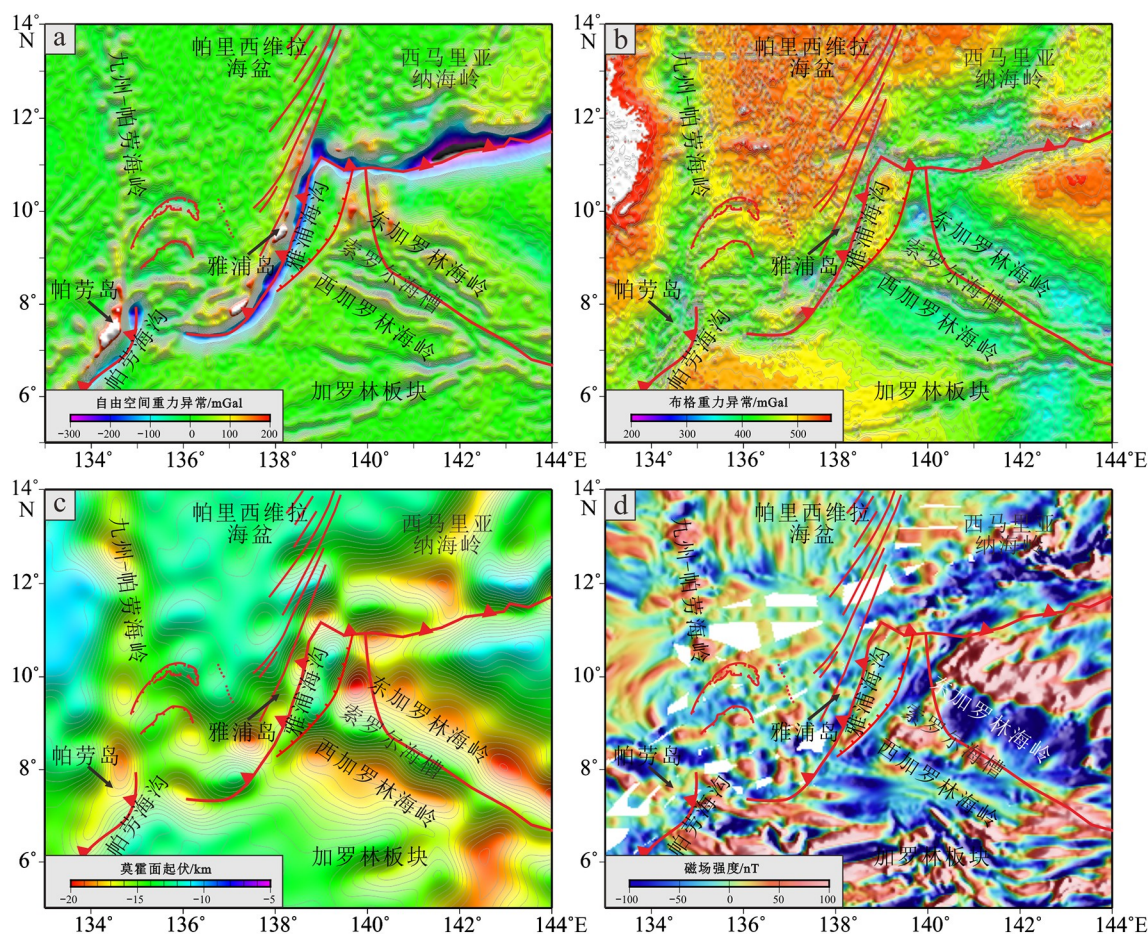 a
14°
N
12°
10°
8°
6°
帕里西维拉
海盆
西马里亚
纳海岭
九州-帕劳海岭
雅浦海沟
雅浦岛
东加罗林海岭
索罗尔海槽
西加罗林海岭
帕劳岛
帕劳海沟
加罗林板块
自由空间重力异常/mGal
-300 -200 -100 0 100 200
134° 136° 138° 140° 142° 144°E
b
14°
N
12°
10°
8°
6°
帕里西维拉
海盆
西马里亚
纳海岭
九州-帕劳海岭
雅浦海沟
雅浦岛
东加罗林海岭
索罗尔海槽
西加罗林海岭
帕劳岛
帕劳海沟
加罗林板块
布格重力异常/mGal
200 300 400 500
134° 136° 138° 140° 142° 144°E
c
14°
N
12°
10°
8°
6°
帕里西维拉
海盆
西马里亚
纳海岭
九州-帕劳海岭
雅浦海沟
雅浦岛
东加罗林海岭
索罗尔海槽
西加罗林海岭
帕劳岛
帕劳海沟
加罗林板块
莫霍面起伏/km
-20 -15 -10 -5
134° 136° 138° 140° 142° 144°E
d
14°
N
12°
10°
8°
6°
帕里西维拉
海盆
西马里亚
纳海岭
九州-帕劳海岭
雅浦海沟
雅浦岛
东加罗林海岭
索罗尔海槽
西加罗林海岭
帕劳岛
帕劳海沟
加罗林板块
磁场强度/nT
-100 -50 0 50 100
134° 136° 138° 140° 142° 144°E